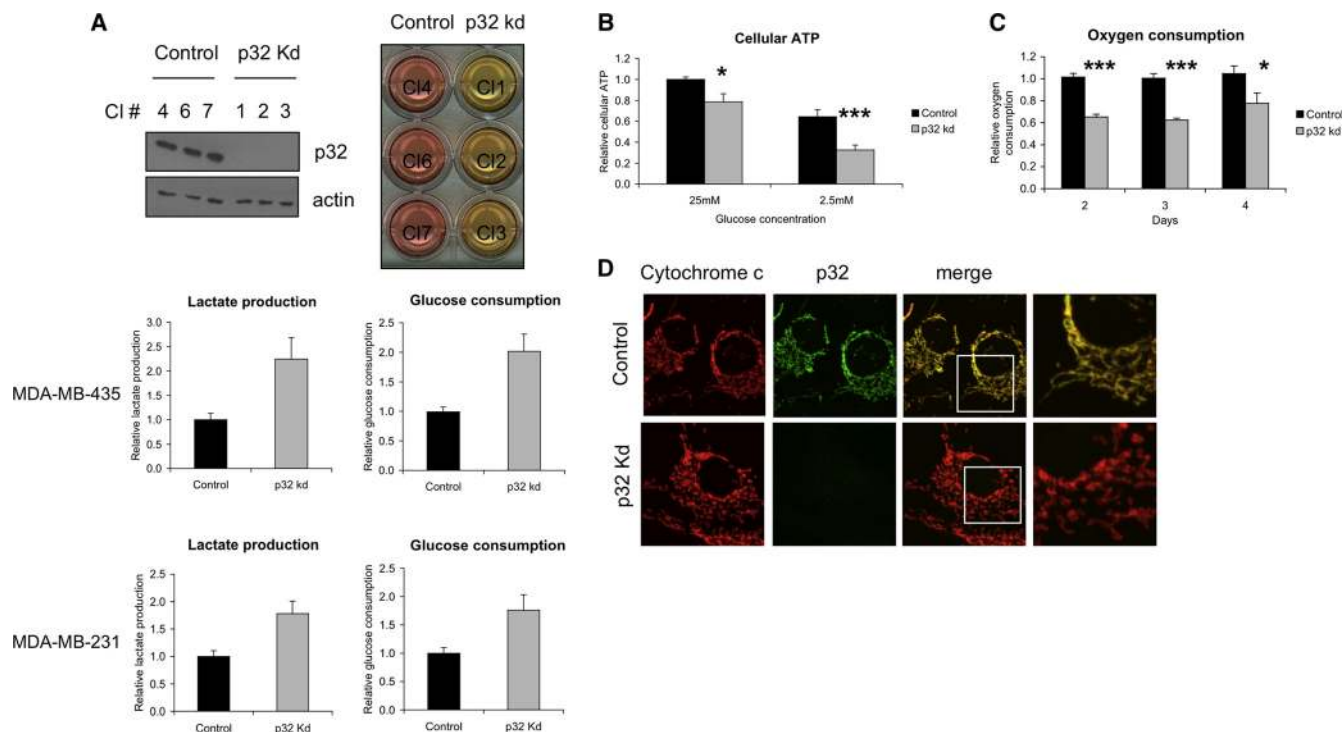 A
Control p32 Kd
Cl # 4 6 7 1 2 3
p32
actin
Control p32 kd
Cl4 Cl1
Cl6 Cl2
Cl7 Cl3
MDA-MB-435
Lactate production
Relative lactate production
3.0
2.5
2.0
1.5
1.0
0.5
0.0
Control p32 kd
Glucose consumption
Relative glucose consumption
2.5
2.0
1.5
1.0
0.5
0.0
Control p32 kd
MDA-MB-231
Lactate production
Relative lactate production
2.5
2.0
1.5
1.0
0.5
0.0
Control p32 Kd
Glucose consumption
Relative glucose consumption
2.5
2.0
1.5
1.0
0.5
0.0
Control p32 Kd
B
Cellular ATP
Relative cellular ATP
1.2
1.0
0.8
0.6
0.4
0.2
0.0
* ***
25mM 2.5mM
Glucose concentration
Control
p32 kd
C
Oxygen consumption
Relative oxygen
consumption
1.2
1.0
0.8
0.6
0.4
0.2
0.0
*** *** *
2 3 4
Days
Control
p32 kd
D
Cytochrome c p32 merge
Control
p32 Kd